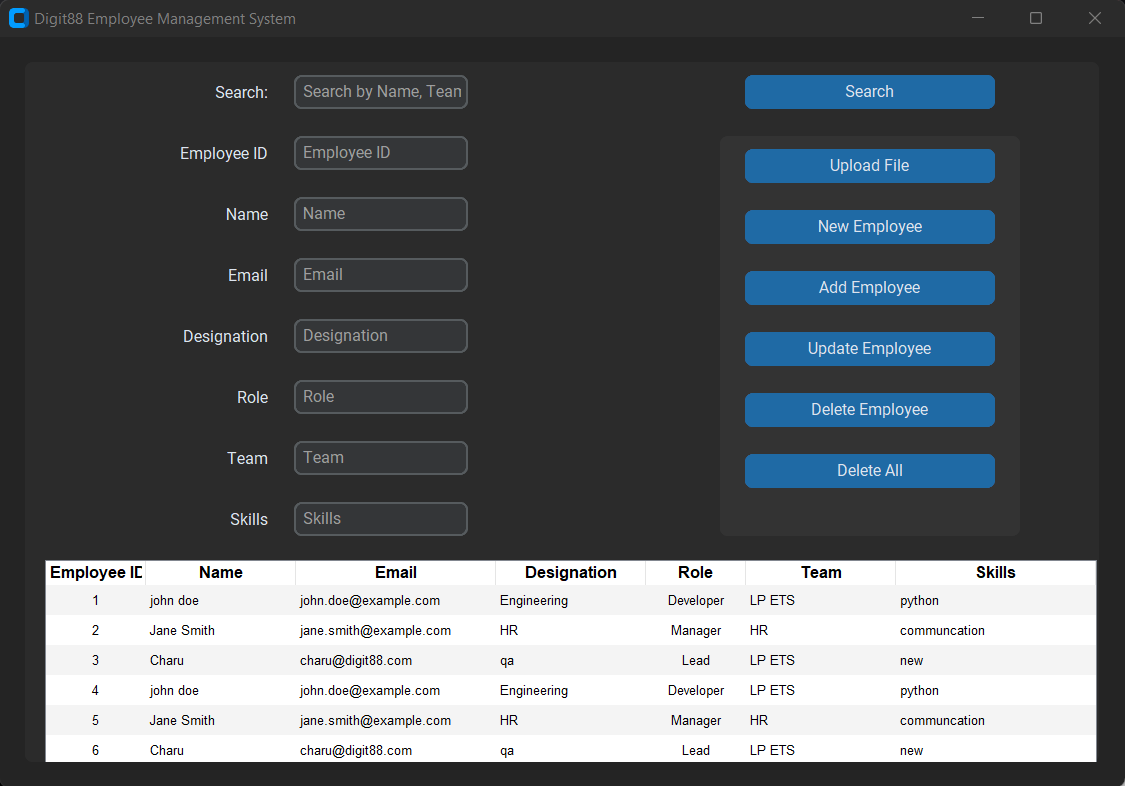 Digit88 Employee Management System
Search: Search by Name, Tean Search
Employee ID Employee ID Upload File
Name Name New Employee
Email Email Add Employee
Designation Designation Update Employee
Role Role Delete Employee
Team Team Delete All
Skills Skills
Employee ID Name Email Designation Role Team Skills
1 john doe john.doe@example.com Engineering Developer LP ETS python
2 Jane Smith jane.smith@example.com HR Manager HR communcation
3 Charu charu@digit88.com qa Lead LP ETS new
4 john doe john.doe@example.com Engineering Developer LP ETS python
5 Jane Smith jane.smith@example.com HR Manager HR communcation
6 Charu charu@digit88.com qa Lead LP ETS new